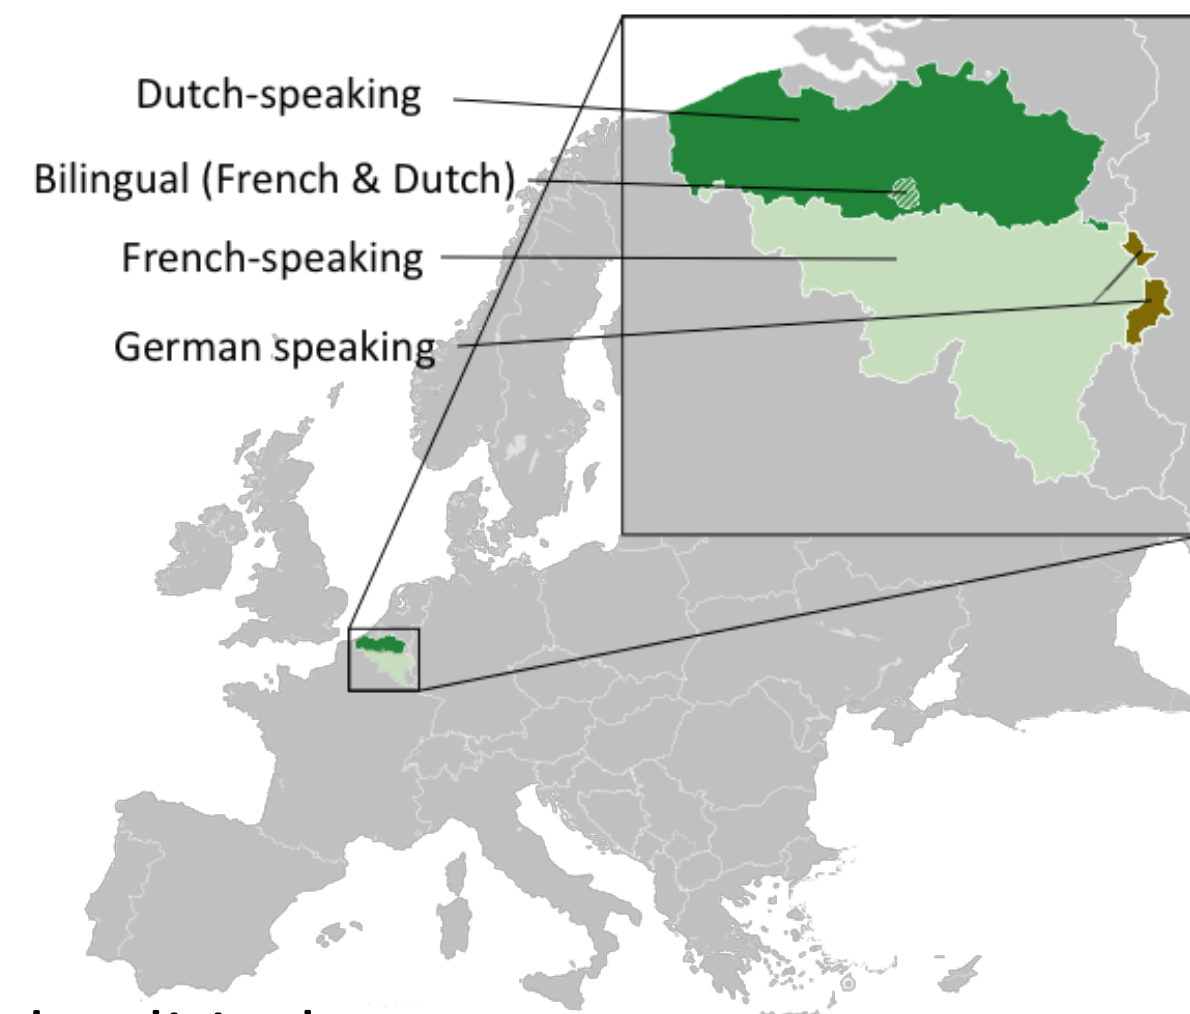 Dutch-speaking
Bilingual (French & Dutch)
French-speaking
German speaking